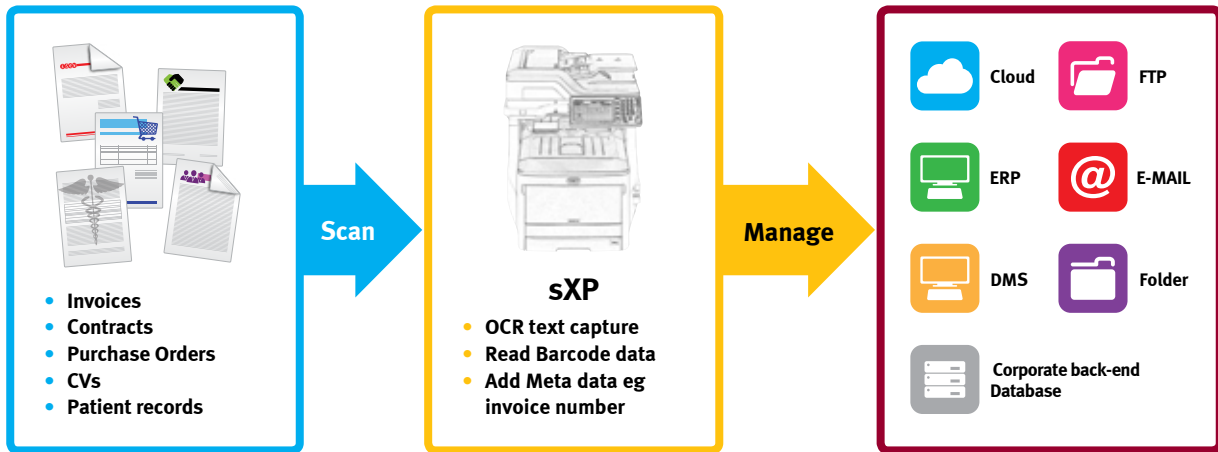 Invoices
Contracts
Purchase Orders
CVs
Patient records
Scan
sXP
OCR text capture
Read Barcode data
Add Meta data eg
invoice number
Manage
Cloud
FTP
ERP
@
E-MAIL
DMS
Folder
Corporate back-end
Database